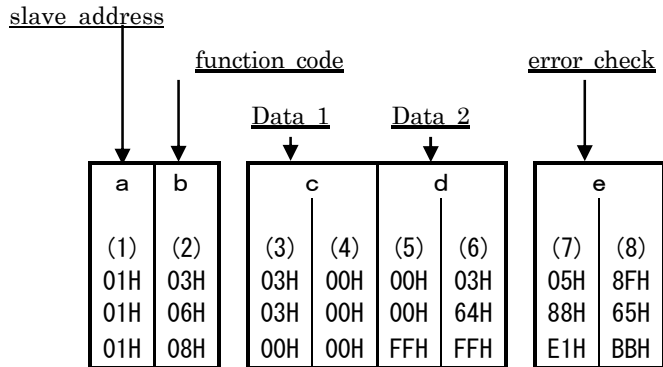 slave address
function code
error check
Data 1
Data 2
a b c d e
(1) (2) (3) (4) (5) (6) (7) (8)
01H 03H 03H 00H 00H 03H 05H 8FH
01H 06H 03H 00H 00H 64H 88H 65H
01H 08H 00H 00H FFH FFH E1H BBH